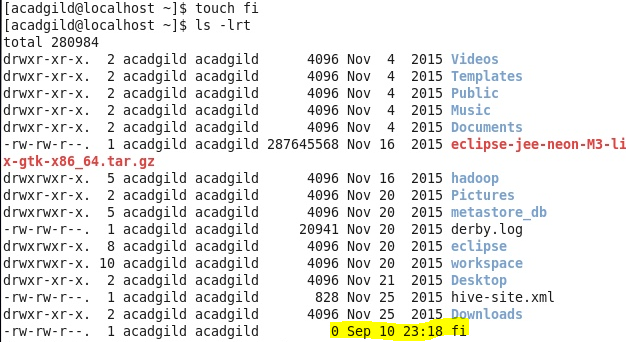 [acadgild@localhost ~]$ touch fi
[acadgild@localhost ~]$ ls -lrt
total 280984
drwxr-xr-x.  2 acadgild acadgild      4096 Nov  4  2015 Videos
drwxr-xr-x.  2 acadgild acadgild      4096 Nov  4  2015 Templates
drwxr-xr-x.  2 acadgild acadgild      4096 Nov  4  2015 Public
drwxr-xr-x.  2 acadgild acadgild      4096 Nov  4  2015 Music
drwxr-xr-x.  2 acadgild acadgild      4096 Nov  4  2015 Documents
-rw-rw-r--.  1 acadgild acadgild 287645568 Nov 16  2015 eclipse-jee-neon-M3-li
x-gtk-x86_64.tar.gz
drwxrwxr-x.  5 acadgild acadgild      4096 Nov 16  2015 hadoop
drwxr-xr-x.  2 acadgild acadgild      4096 Nov 20  2015 Pictures
drwxrwxr-x.  5 acadgild acadgild      4096 Nov 20  2015 metastore_db
-rw-rw-r--.  1 acadgild acadgild     20941 Nov 20  2015 derby.log
drwxrwxr-x.  8 acadgild acadgild      4096 Nov 20  2015 eclipse
drwxrwxr-x. 10 acadgild acadgild      4096 Nov 20  2015 workspace
drwxr-xr-x.  2 acadgild acadgild      4096 Nov 21  2015 Desktop
-rw-rw-r--.  1 acadgild acadgild       828 Nov 25  2015 hive-site.xml
drwxr-xr-x.  2 acadgild acadgild      4096 Nov 25  2015 Downloads
-rw-rw-r--.  1 acadgild acadgild         0 Sep 10 23:18 fi